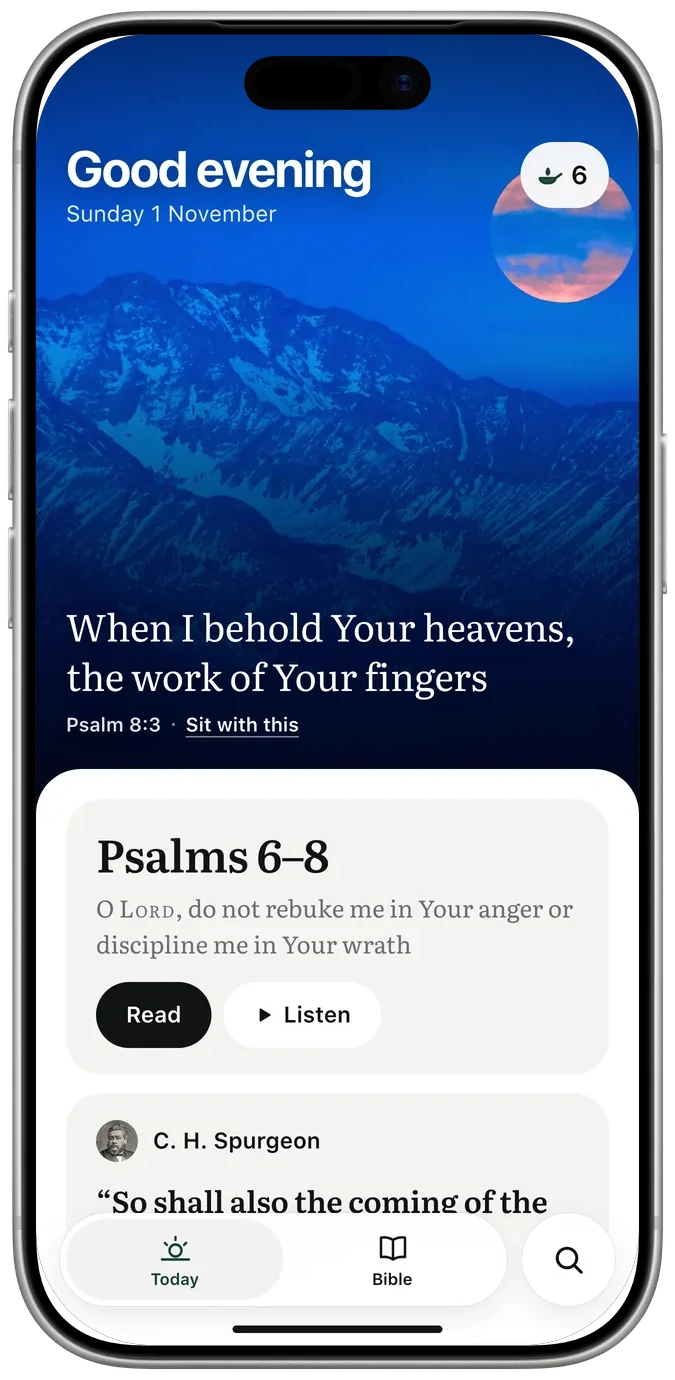 Good evening
Sunday 1 November
6
When I behold Your heavens,
the work of Your fingers
Psalm 8:3 · Sit with this
Psalms 6–8
O LORD, do not rebuke me in Your anger or
discipline me in Your wrath
Read
Listen
C. H. Spurgeon
“So shall also the coming of the
Today
Bible